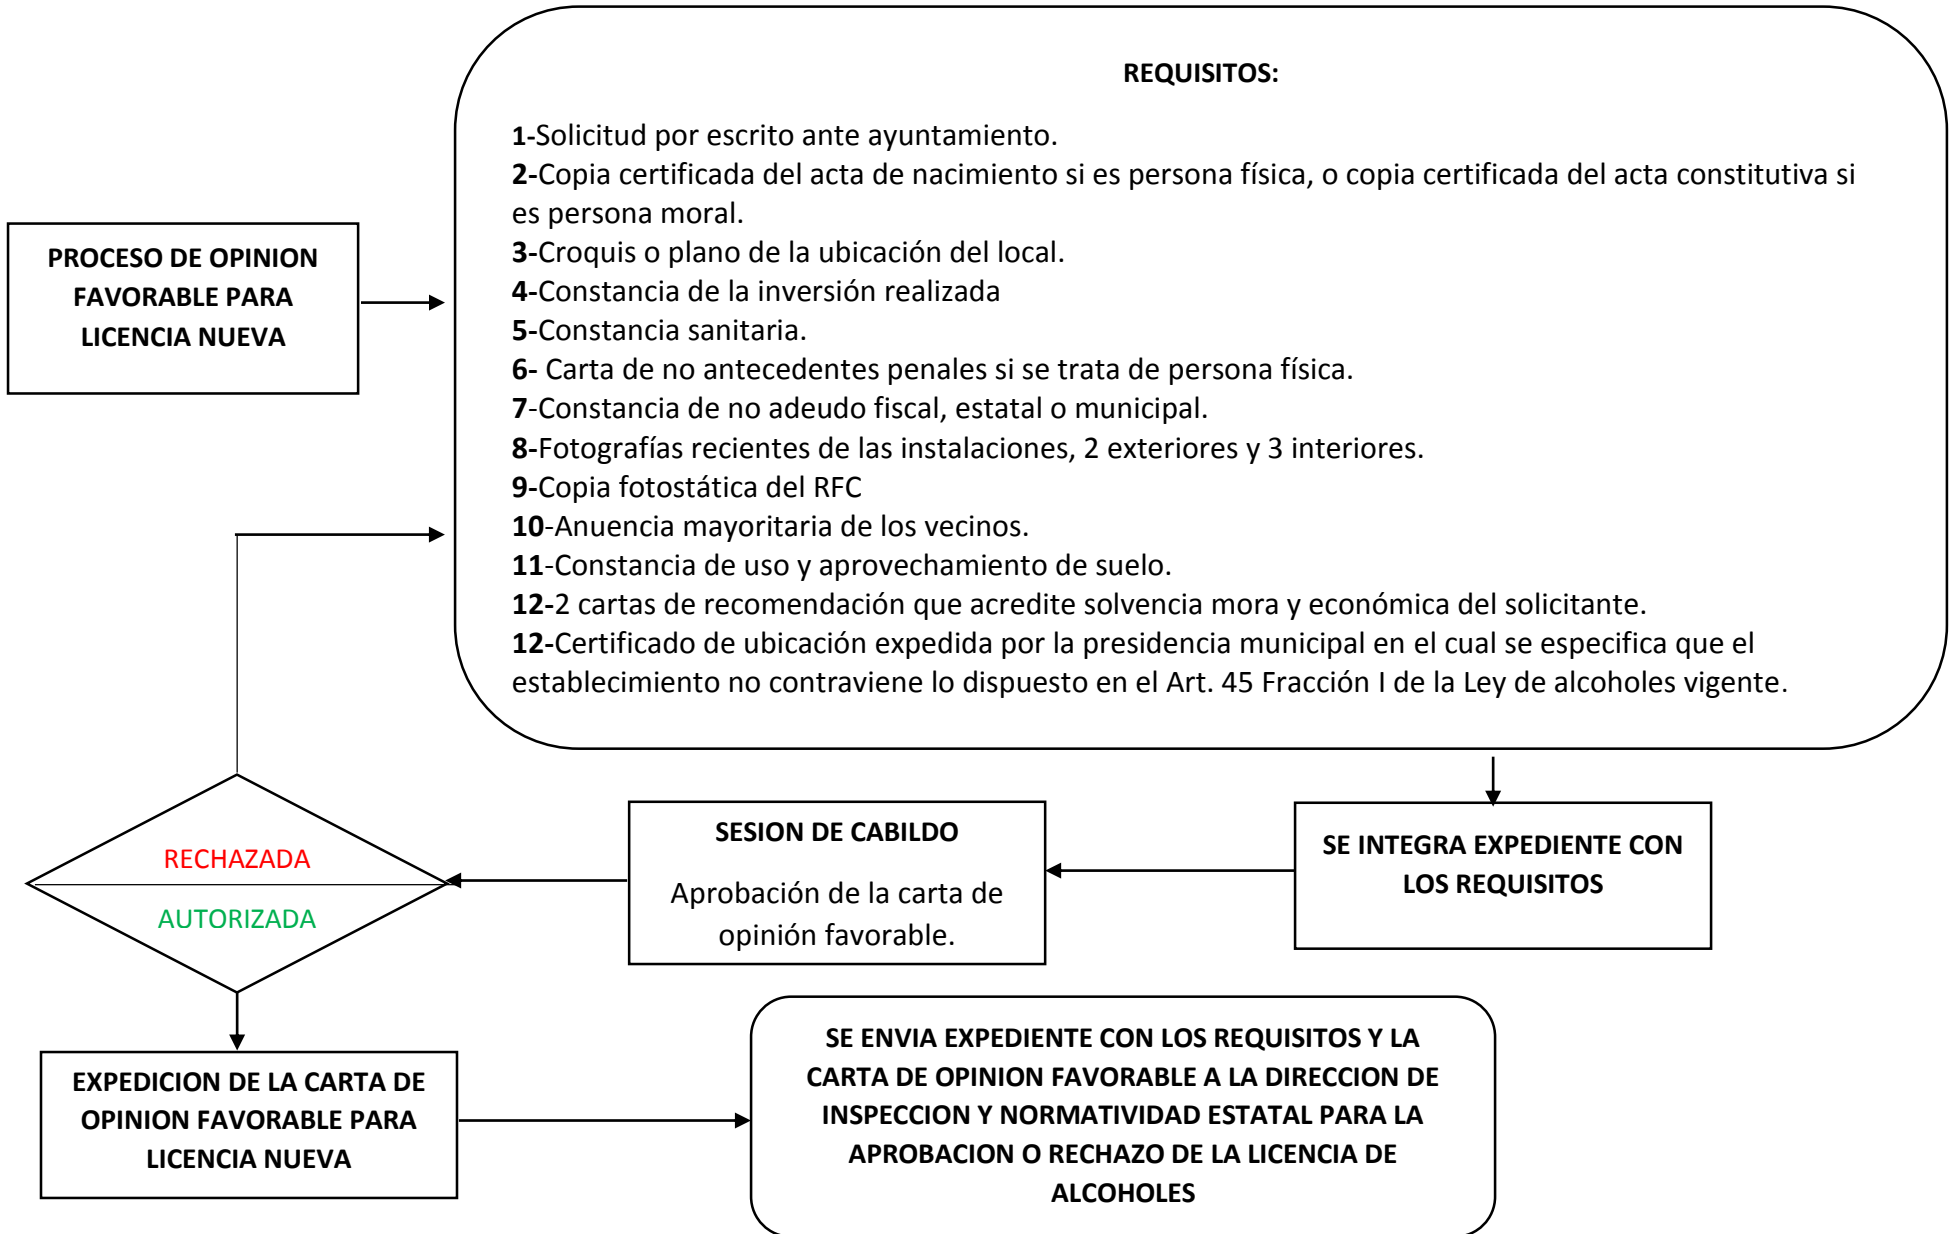 PROCESO DE OPINION
FAVORABLE PARA
LICENCIA NUEVA
REQUISITOS:
1-Solicitud por escrito ante ayuntamiento.
2-Copia certificada del acta de nacimiento si es persona física, o copia certificada del acta constitutiva si
es persona moral.
3-Croquis o plano de la ubicación del local.
4-Constancia de la inversión realizada
5-Constancia sanitaria.
6- Carta de no antecedentes penales si se trata de persona física.
7-Constancia de no adeudo fiscal, estatal o municipal.
8-Fotografías recientes de las instalaciones, 2 exteriores y 3 interiores.
9-Copia fotostática del RFC
10-Anuencia mayoritaria de los vecinos.
11-Constancia de uso y aprovechamiento de suelo.
12-2 cartas de recomendación que acredite solvencia mora y económica del solicitante.
12-Certificado de ubicación expedida por la presidencia municipal en el cual se especifica que el
establecimiento no contraviene lo dispuesto en el Art. 45 Fracción I de la Ley de alcoholes vigente.
SE INTEGRA EXPEDIENTE CON
LOS REQUISITOS
SESION DE CABILDO
Aprobación de la carta de
opinión favorable.
RECHAZADA
AUTORIZADA
EXPEDICION DE LA CARTA DE
OPINION FAVORABLE PARA
LICENCIA NUEVA
SE ENVIA EXPEDIENTE CON LOS REQUISITOS Y LA
CARTA DE OPINION FAVORABLE A LA DIRECCION DE
INSPECCION Y NORMATIVIDAD ESTATAL PARA LA
APROBACION O RECHAZO DE LA LICENCIA DE
ALCOHOLES